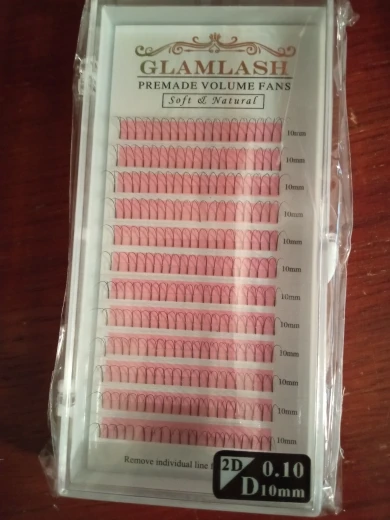 GLAMLASH
PREMADE VOLUME FANS
Soft & Natural
10mm
10mm
10mm
10mm
10mm
10mm
10mm
10mm
10mm
10mm
10mm
10mm
Remove individual line
2D 0.10
D 10mm